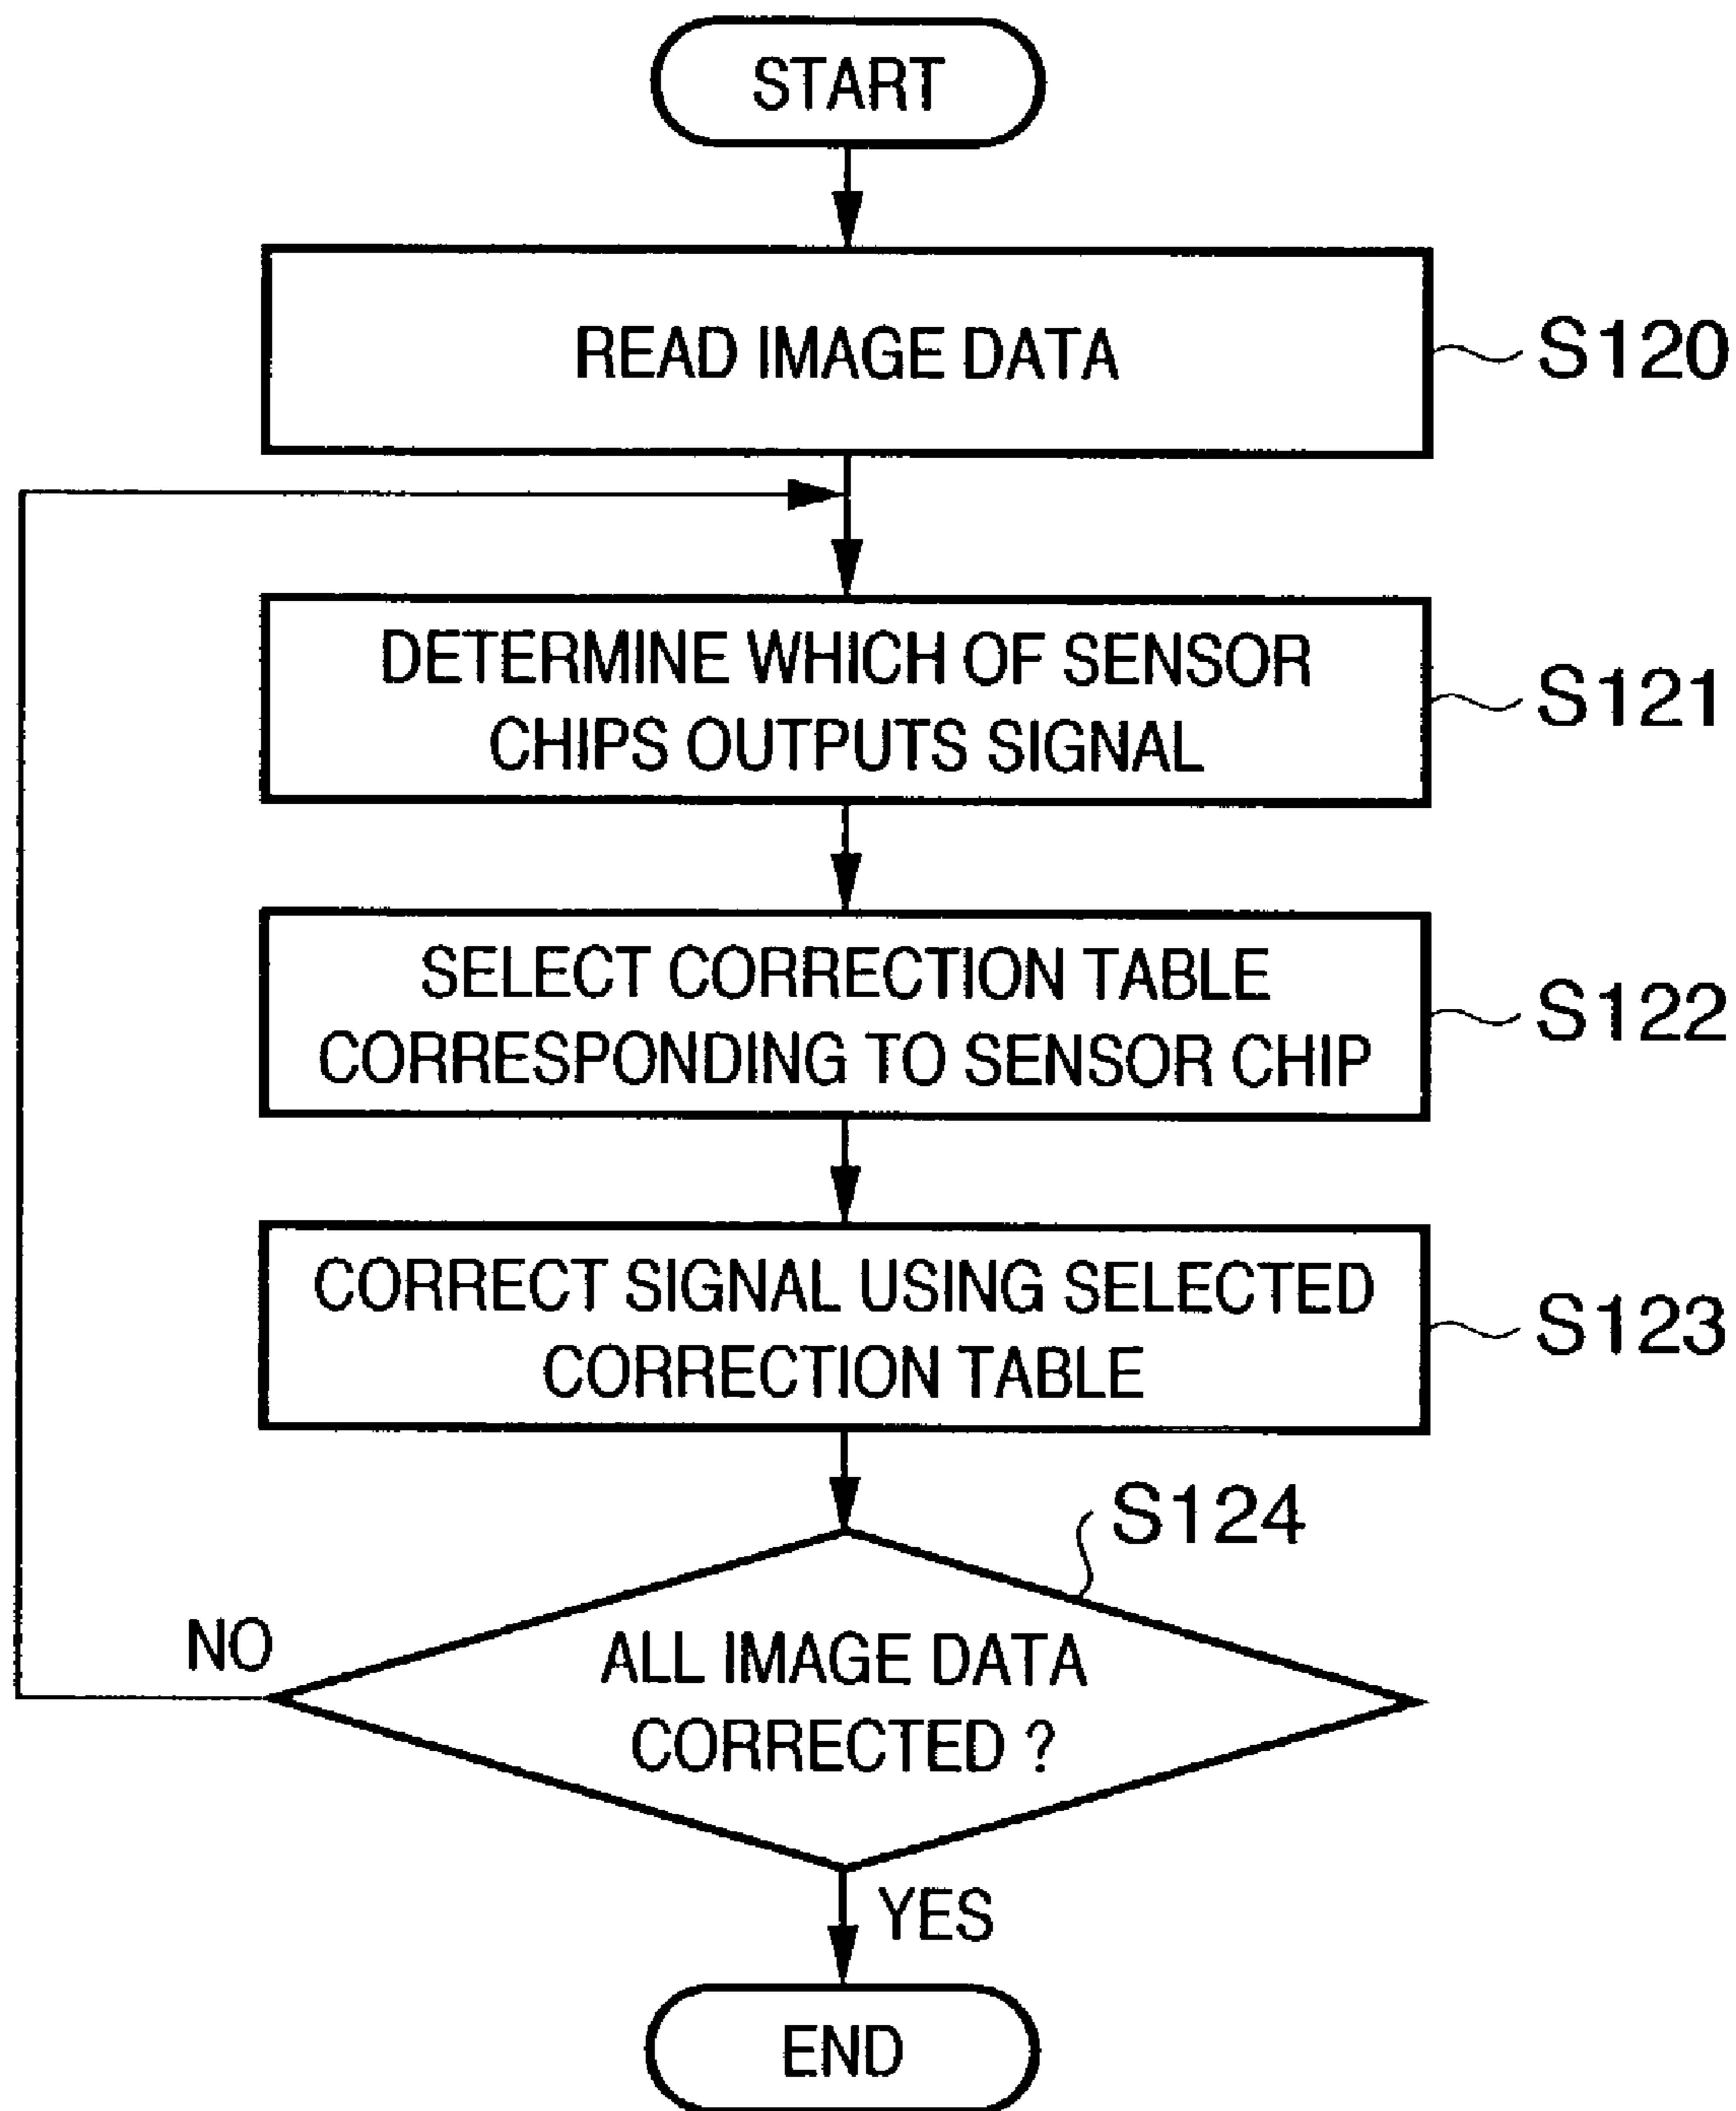 START
READ IMAGE DATA
S120
DETERMINE WHICH OF SENSOR
CHIPS OUTPUTS SIGNAL
S121
SELECT CORRECTION TABLE
CORRESPONDING TO SENSOR CHIP
S122
CORRECT SIGNAL USING SELECTED
CORRECTION TABLE
S123
S124
ALL IMAGE DATA
CORRECTED ?
NO
YES
END